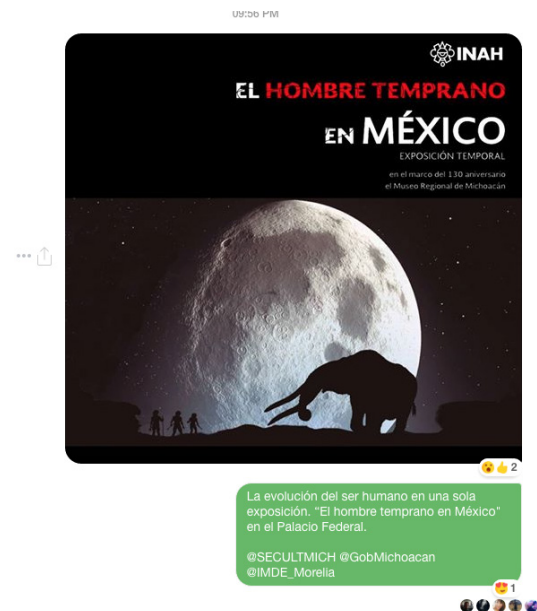 09:56 PM
INAH
EL HOMBRE TEMPRANO
EN MÉXICO
EXPOSICIÓN TEMPORAL
en el marco del 130 aniversario
el Museo Regional de Michoacán
2
La evolución del ser humano en una sola
exposición. “El hombre temprano en México"
en el Palacio Federal.
@SECULTMICH @GobMichoacan
@IMDE_Morelia
1